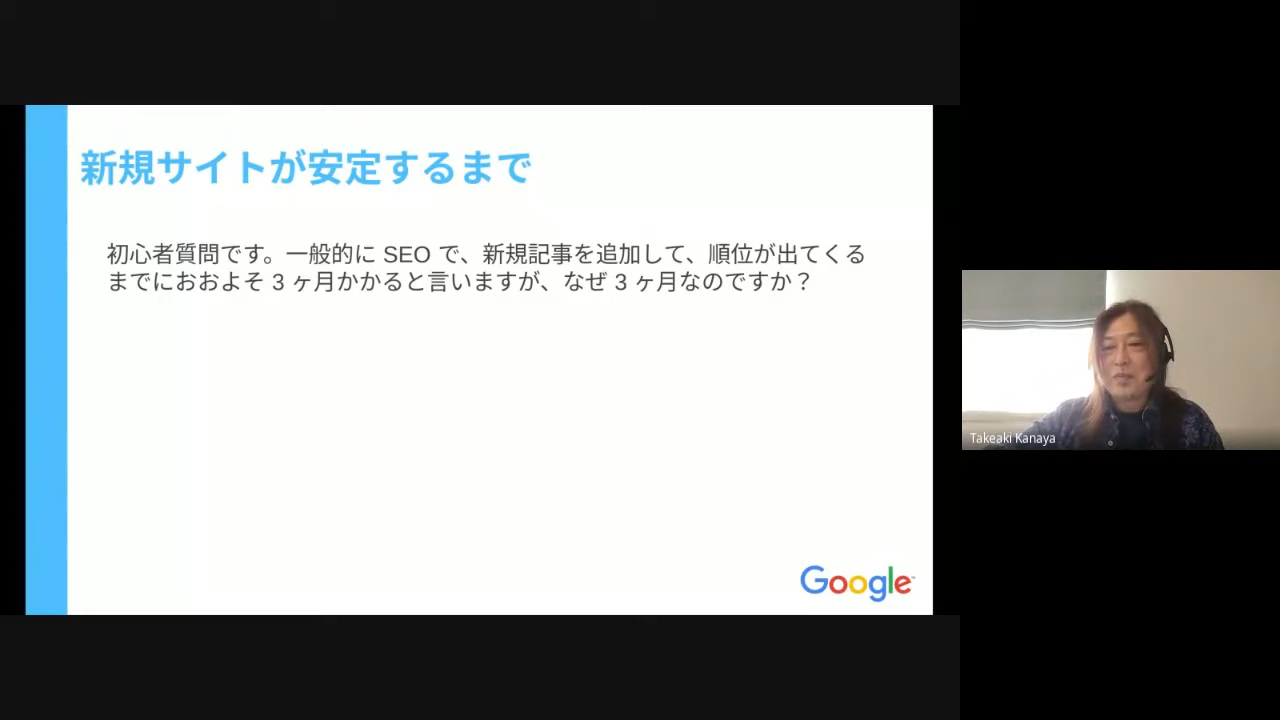 新規サイトが安定するまで
初心者質問です。一般的に SEO で、新規記事を追加して、順位が出てくる
までにおおよそ 3 ヶ月かかると言いますが、なぜ 3 ヶ月なのですか？
Google
Takeaki Kanaya